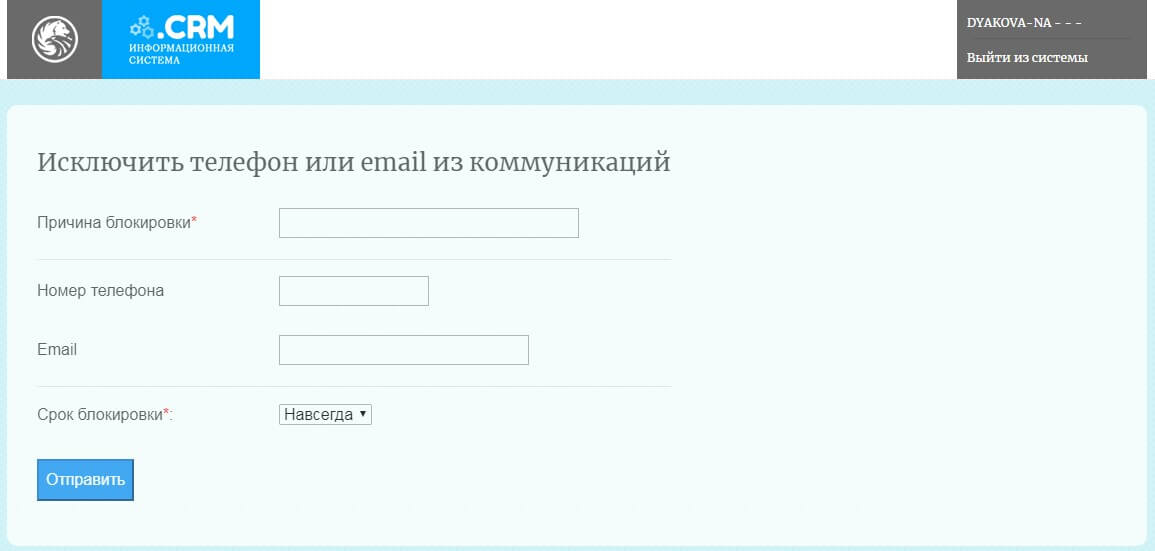 .CRM
ИНФОРМАЦИОННАЯ
СИСТЕМА
DYAKOVA-NA - - -
Выйти из системы
Исключить телефон или email из коммуникаций
Причина блокировки*
Номер телефона
Email
Срок блокировки*: Навсегда
Отправить